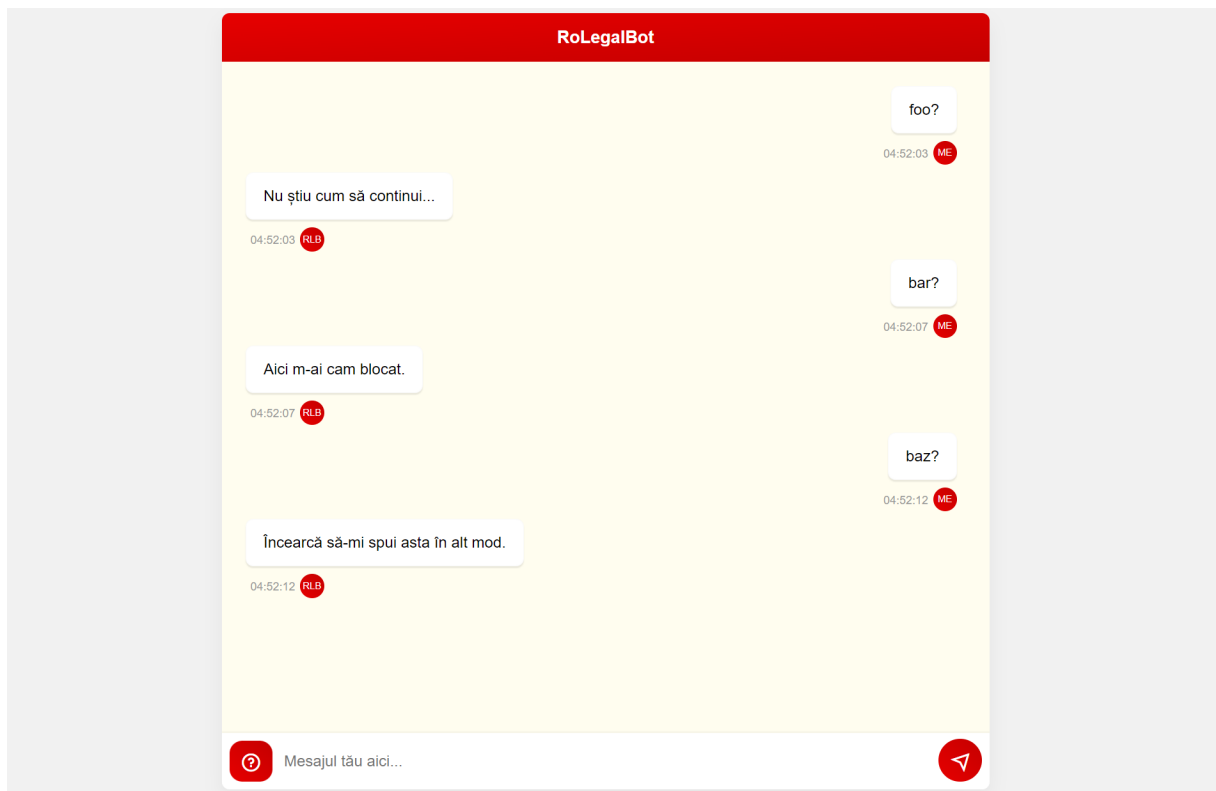 RoLegalBot
foo?
04:52:03 ME
Nu știu cum să continui...
04:52:03 RLB
bar?
04:52:07 ME
Aici m-ai cam blocat.
04:52:07 RLB
baz?
04:52:12 ME
Încearcă să-mi spui asta în alt mod.
04:52:12 RLB
Mesajul tău aici...